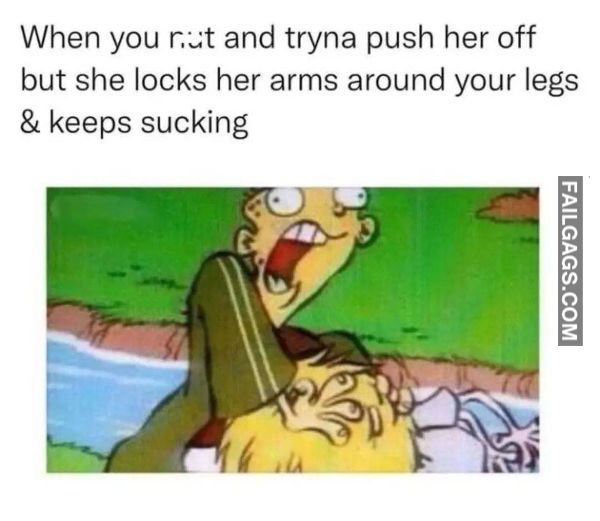 When you nut and tryna push her off
but she locks her arms around your legs
& keeps sucking
FAILGAGS.COM